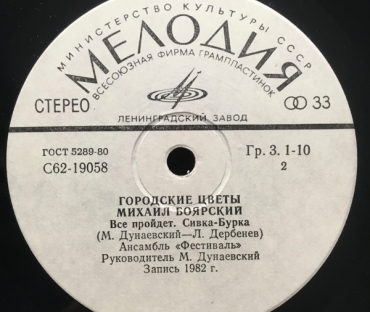 МИНИСТЕРСТВО КУЛЬТУРЫ СССР
МЕЛОДИЯ
ВСЕСОЮЗНАЯ ФИРМА ГРАМПЛАСТИНОК
СТЕРЕО
33
ЛЕНИНГРАДСКИЙ ЗАВОД
ГОСТ 5289-80
Гр. 3. 1-10
С62-19058
2
ГОРОДСКИЕ ЦВЕТЫ
МИХАИЛ БОЯРСКИЙ
Все пройдет. Сивка-Бурка
(М. Дунаевский—Л. Дербенев)
Ансамбль «Фестиваль»
Руководитель М. Дунаевский
Запись 1982 г.